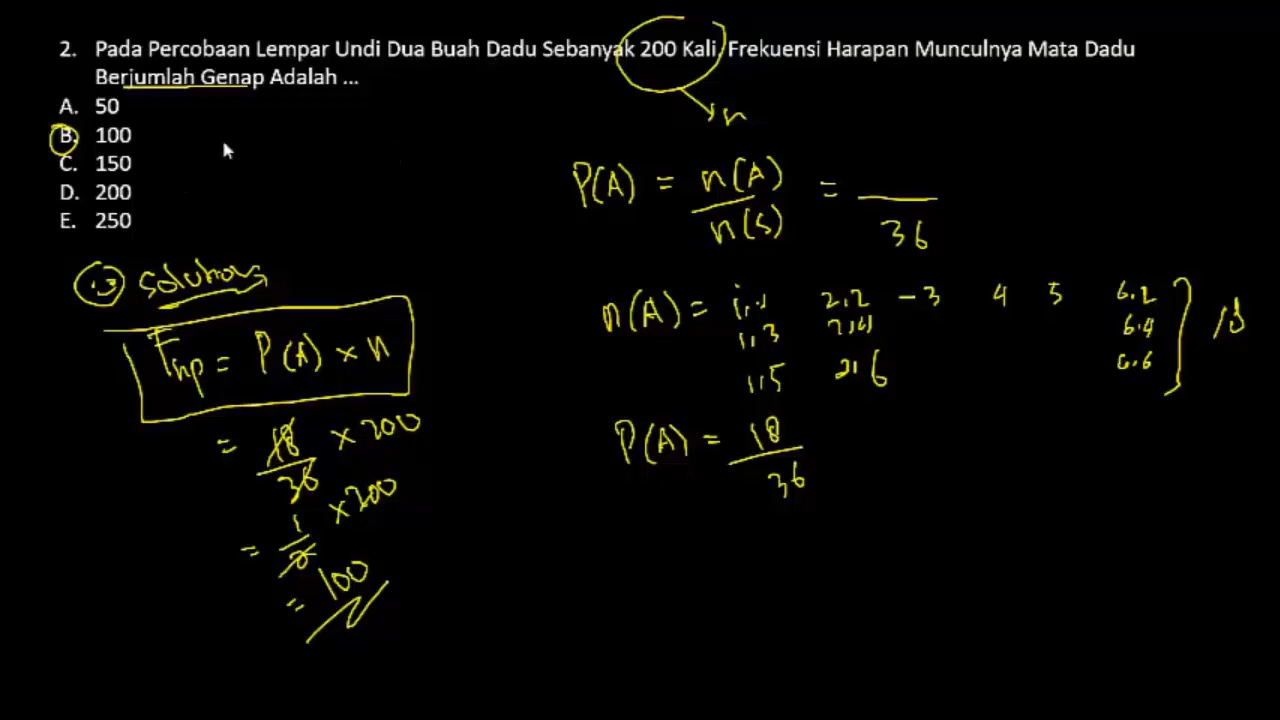 2. Pada Percobaan Lempar Undi Dua Buah Dadu Sebanyak 200 Kali, Frekuensi Harapan Munculnya Mata Dadu
Berjumlah Genap Adalah ...
A. 50
B. 100
C. 150
D. 200
E. 250
n
P(A) = n(A)/n(S) = /36
n(A) = 1,1 2,2 -3 4 5 6.2
1,3 2,4 6.4
1,5 2,6 6.6
} 18
P(A) = 18/36
solutions
Fhp = P(A) × n
= 18/36 × 200
= 1/2 × 200
= 100